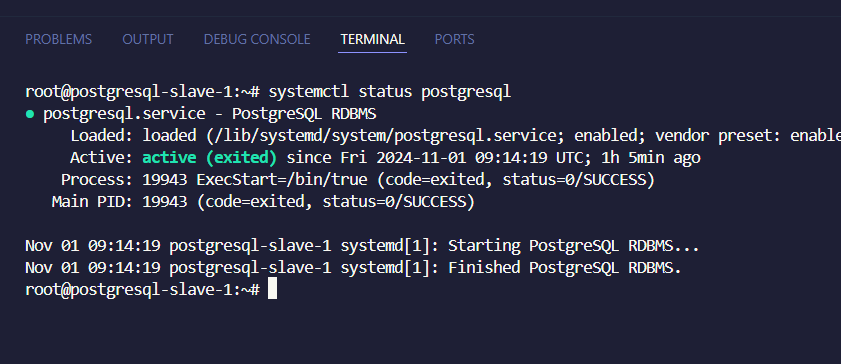 PROBLEMS OUTPUT DEBUG CONSOLE TERMINAL PORTS
root@postgresql-slave-1:~# systemctl status postgresql
● postgresql.service - PostgreSQL RDBMS
Loaded: loaded (/lib/systemd/system/postgresql.service; enabled; vendor preset: enable
Active: active (exited) since Fri 2024-11-01 09:14:19 UTC; 1h 5min ago
Process: 19943 ExecStart=/bin/true (code=exited, status=0/SUCCESS)
Main PID: 19943 (code=exited, status=0/SUCCESS)
Nov 01 09:14:19 postgresql-slave-1 systemd[1]: Starting PostgreSQL RDBMS...
Nov 01 09:14:19 postgresql-slave-1 systemd[1]: Finished PostgreSQL RDBMS.
root@postgresql-slave-1:~#